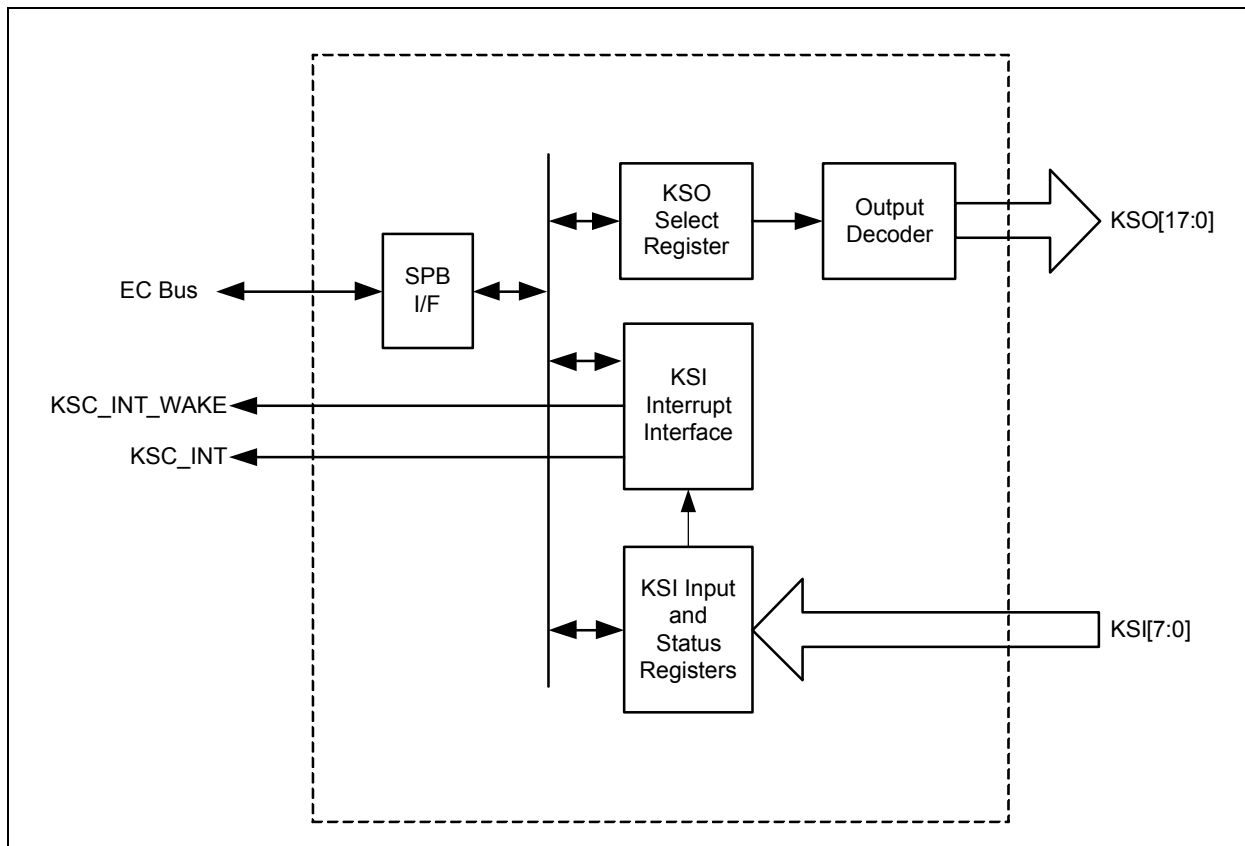 KSO
Select
Register
Output
Decoder
KSO[17:0]
SPB
I/F
EC Bus
KSI
Interrupt
Interface
KSC_INT_WAKE
KSC_INT
KSI Input
and
Status
Registers
KSI[7:0]